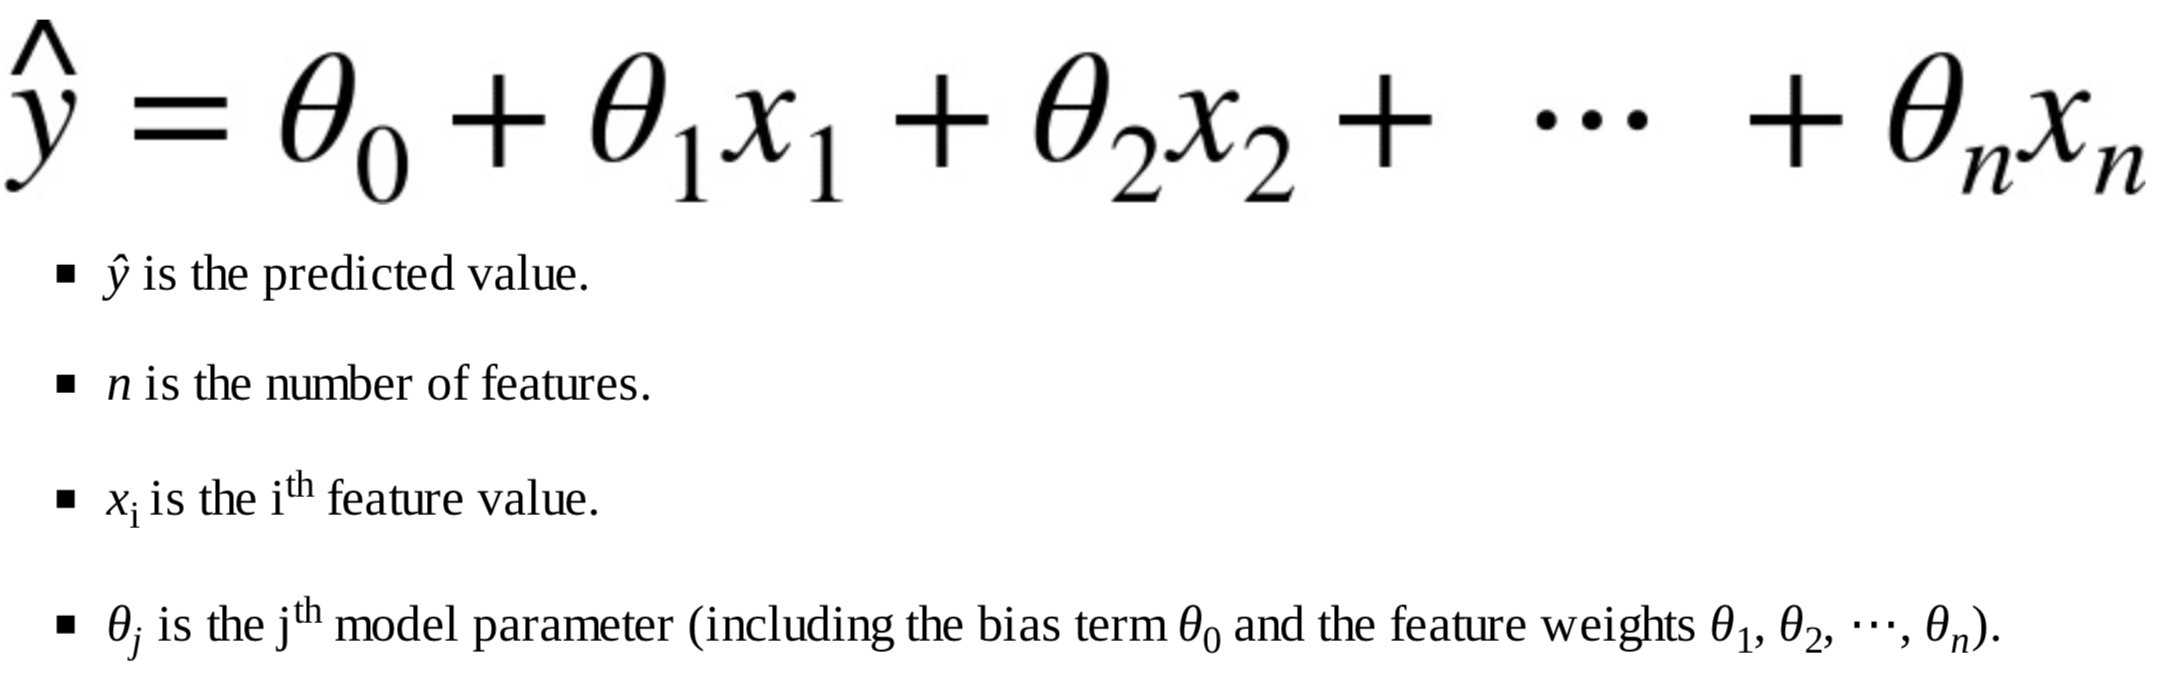 ŷ = θ₀ + θ₁x₁ + θ₂x₂ + ⋯ + θₙxₙ
▪ ŷ is the predicted value.
▪ n is the number of features.
▪ xᵢ is the iᵗʰ feature value.
▪ θⱼ is the jᵗʰ model parameter (including the bias term θ₀ and the feature weights θ₁, θ₂, ⋯, θₙ).